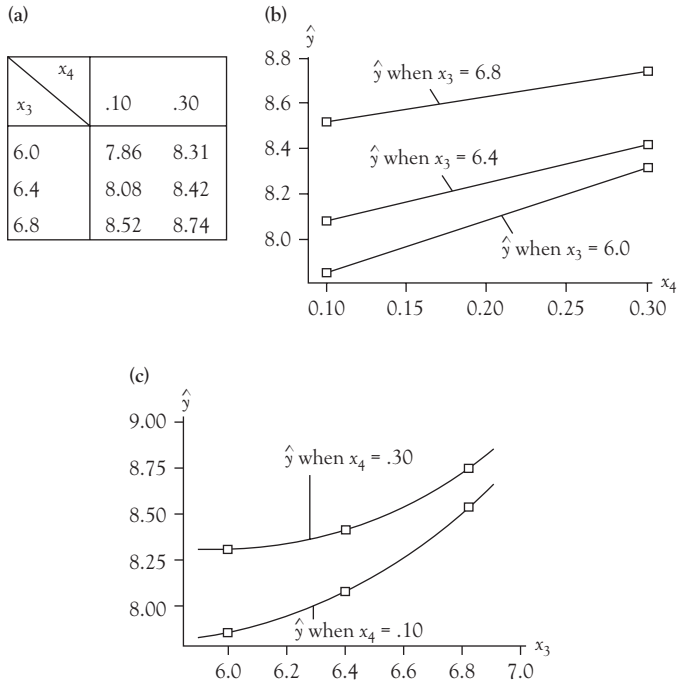 (a)
x₄
x₃
.10 .30
6.0 7.86 8.31
6.4 8.08 8.42
6.8 8.52 8.74
(b)
ŷ
8.8
8.6
8.4
8.2
8.0
ŷ when x₃ = 6.8
ŷ when x₃ = 6.4
ŷ when x₃ = 6.0
x₄
0.10 0.15 0.20 0.25 0.30
(c)
ŷ
9.00
8.75
8.50
8.25
8.00
ŷ when x₄ = .30
ŷ when x₄ = .10
x₃
6.0 6.2 6.4 6.6 6.8 7.0